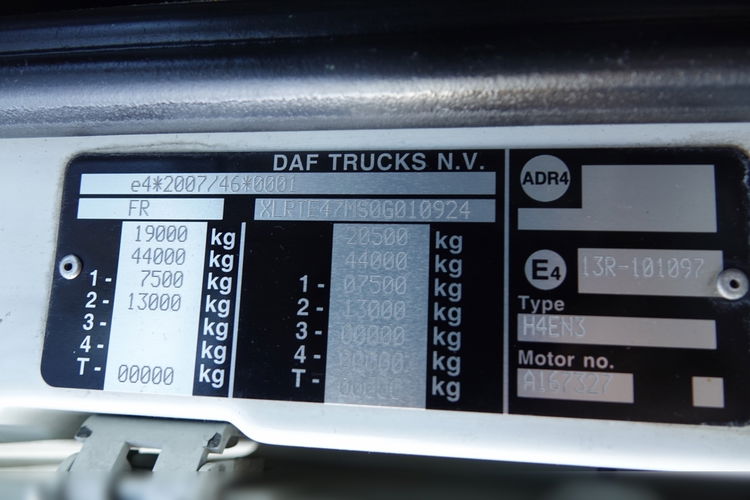 DAF TRUCKS N.V.
e4*2007/46*0001
FR XLRTE47MS0G010924
19000 kg 20500 kg
44000 kg 44000 kg
1- 7500 kg 1- 07500 kg
2- 13000 kg 2- 13000 kg
3- kg 3- 00000 kg
4- kg 4- kg
T- 00000 kg T- kg
ADR4
E4 13R-101097
Type
H4EN3
Motor no.
A167327